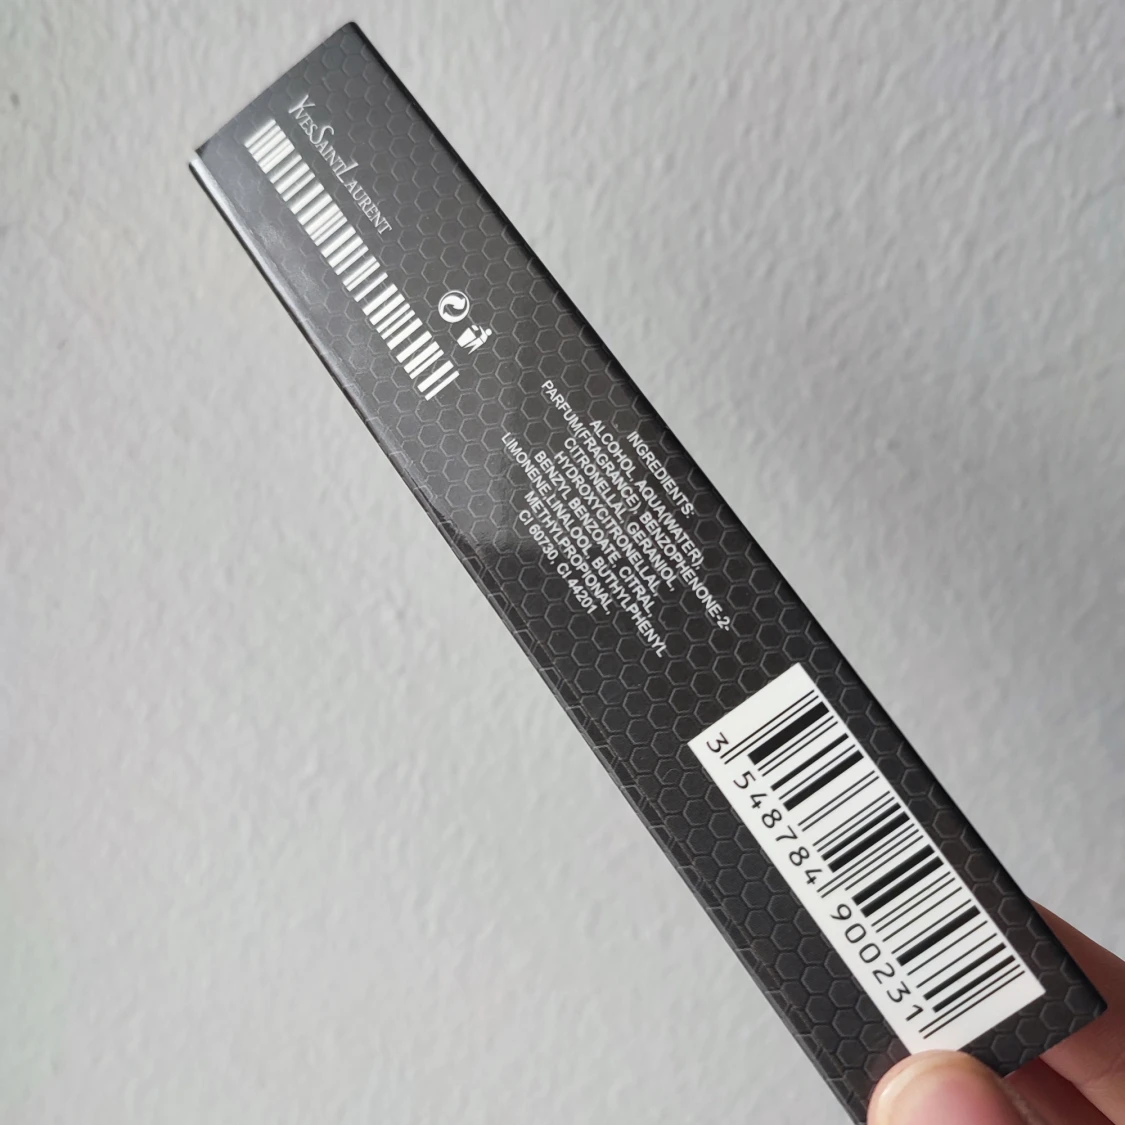 YVESSAINTLAURENT
INGREDIENTS:
ALCOHOL, AQUA(WATER),
PARFUM(FRAGRANCE), BENZOPHENONE-2-
CITRONELLAL, GERANIOL,
HYDROXYCITRONELLAL,
BENZYL BENZOATE, CITRAL,
LIMONENE,LINALOOL, BUTHYLPHENYL
METHYLPROPIONAL,
CI 60730, CI 44201
3 548784 900231